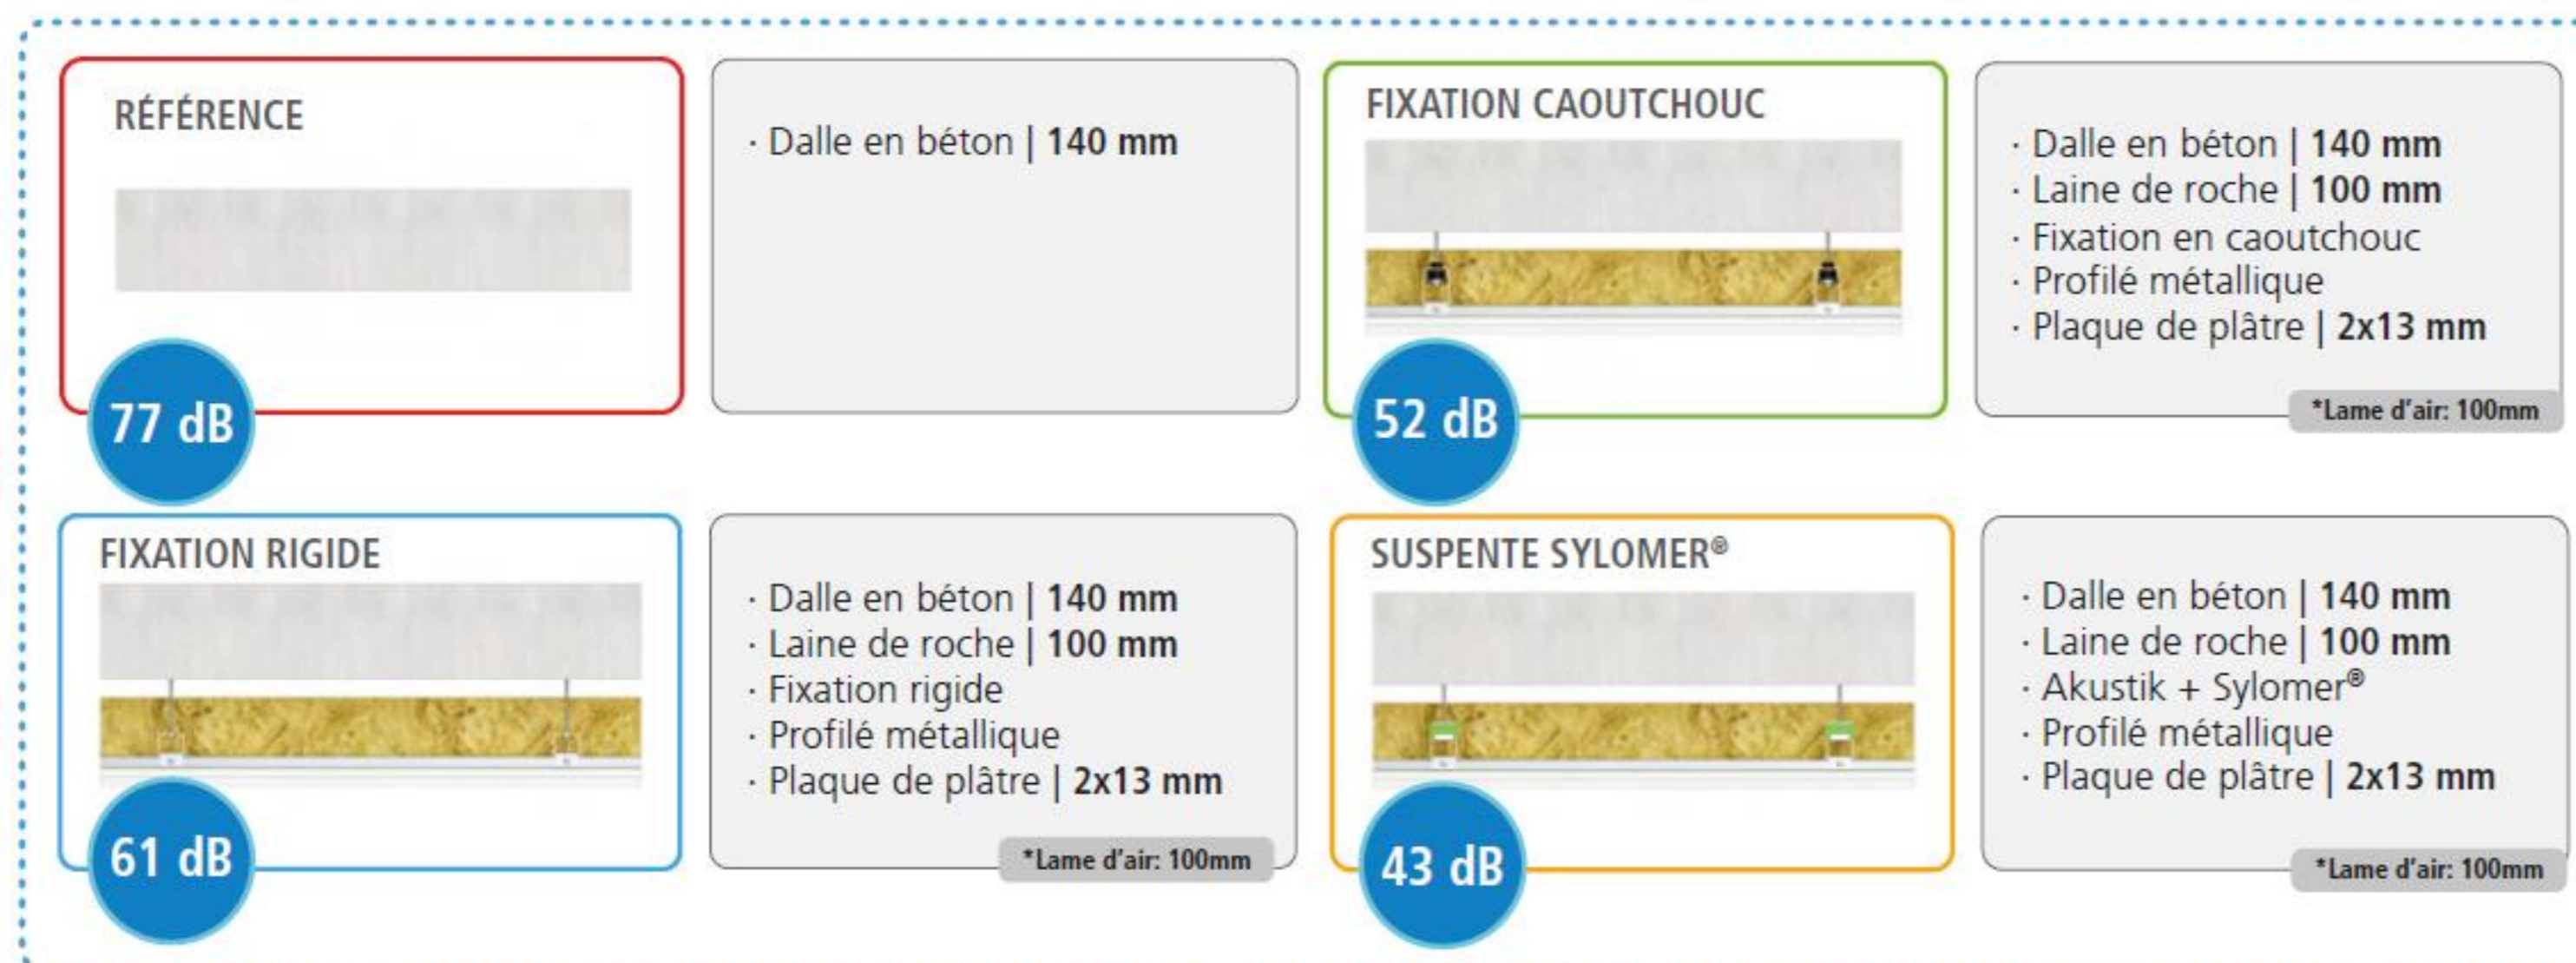 RÉFÉRENCE
· Dalle en béton | 140 mm
77 dB
FIXATION CAOUTCHOUC
· Dalle en béton | 140 mm
· Laine de roche | 100 mm
· Fixation en caoutchouc
· Profilé métallique
· Plaque de plâtre | 2x13 mm
*Lame d'air: 100mm
52 dB
FIXATION RIGIDE
· Dalle en béton | 140 mm
· Laine de roche | 100 mm
· Fixation rigide
· Profilé métallique
· Plaque de plâtre | 2x13 mm
*Lame d'air: 100mm
61 dB
SUSPENTE SYLOMER®
· Dalle en béton | 140 mm
· Laine de roche | 100 mm
· Akustik + Sylomer®
· Profilé métallique
· Plaque de plâtre | 2x13 mm
*Lame d'air: 100mm
43 dB